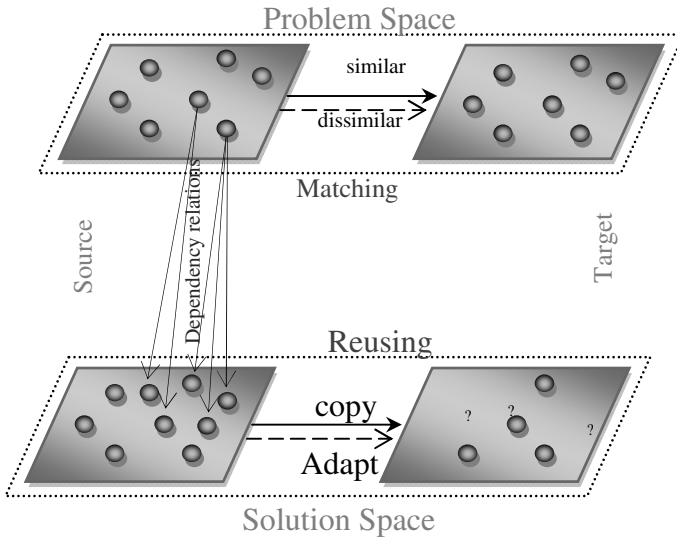 Problem Space
similar
dissimilar
Matching
Dependency relations
Source
Target
Reusing
copy
? ? ?
Adapt
Solution Space